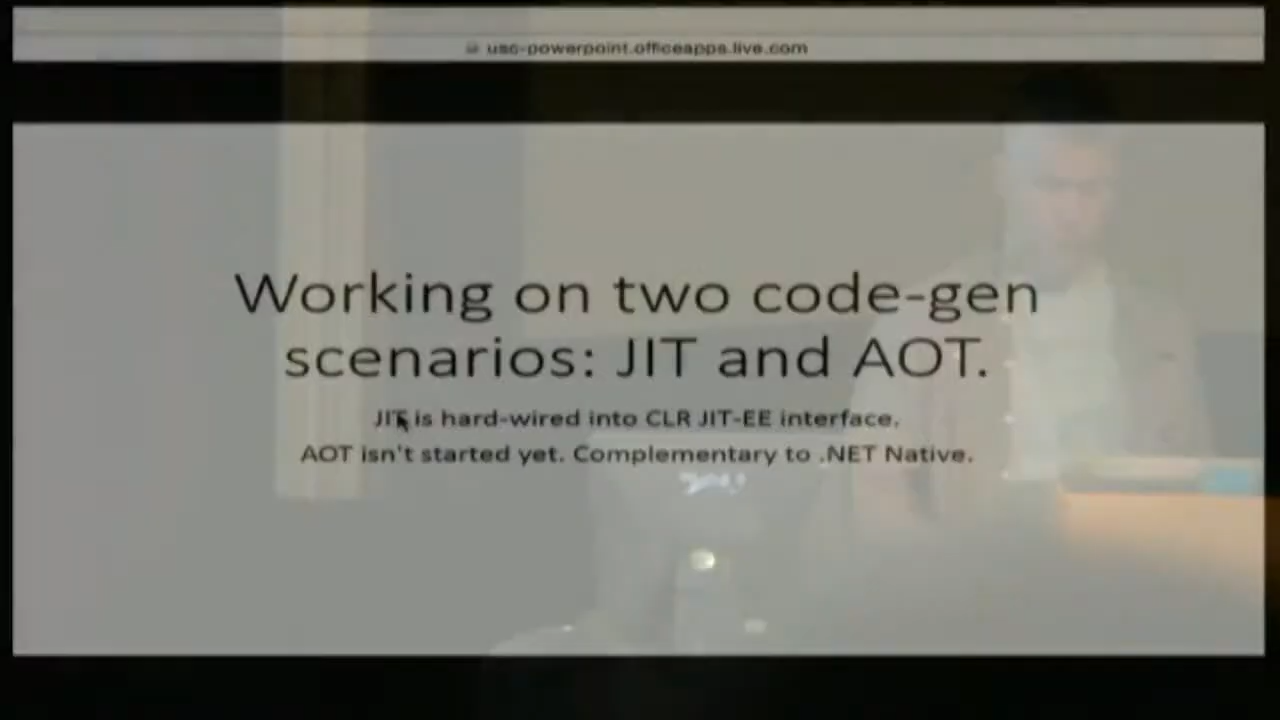 usc-powerpoint.officeapps.live.com
Working on two code-gen
scenarios: JIT and AOT.
JIT is hard-wired into CLR JIT-EE interface.
AOT isn't started yet. Complementary to .NET Native.